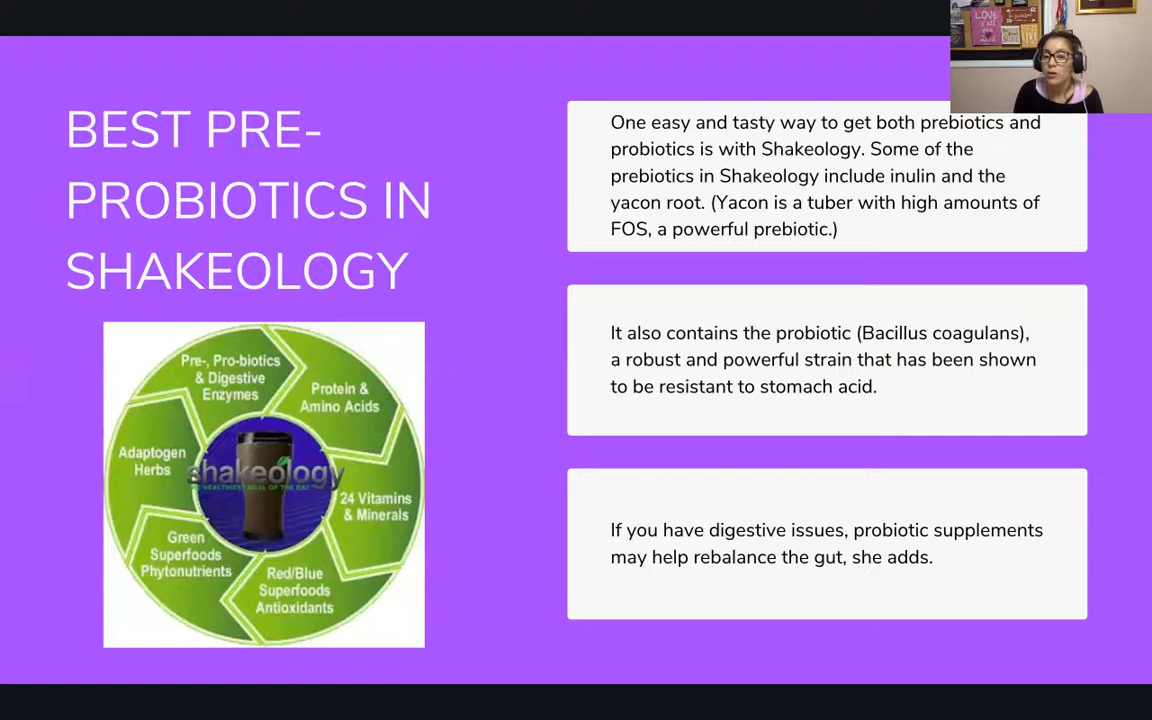 BEST PRE-
PROBIOTICS IN
SHAKEOLOGY
Pre-, Pro-biotics
& Digestive
Enzymes
Protein &
Amino Acids
Adaptogen
Herbs
shakeology
24 Vitamins
& Minerals
Green
Superfoods
Phytonutrients
Red/Blue
Superfoods
Antioxidants
One easy and tasty way to get both prebiotics and
probiotics is with Shakeology. Some of the
prebiotics in Shakeology include inulin and the
yacon root. (Yacon is a tuber with high amounts of
FOS, a powerful prebiotic.)
It also contains the probiotic (Bacillus coagulans),
a robust and powerful strain that has been shown
to be resistant to stomach acid.
If you have digestive issues, probiotic supplements
may help rebalance the gut, she adds.
LOVE